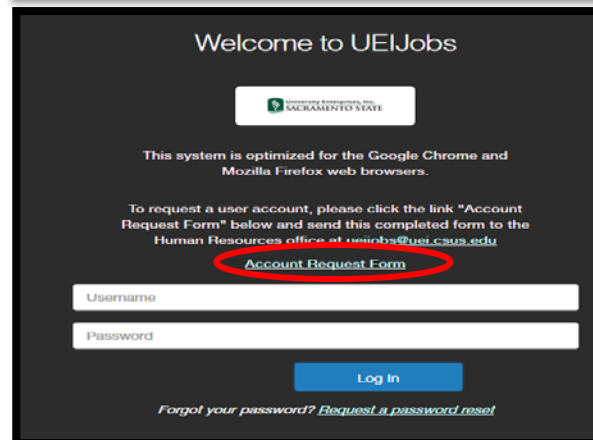 Welcome to UEIJobs
University Enterprises, Inc.
SACRAMENTO STATE
This system is optimized for the Google Chrome and
Mozilla Firefox web browsers.
To request a user account, please click the link "Account
Request Form" below and send this completed form to the
Human Resources office at ueijobs@uei.csus.edu
Account Request Form
Username
Password
Log In
Forgot your password? Request a password reset